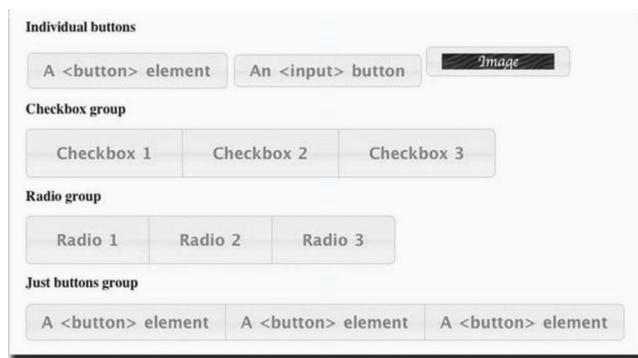 Individual buttons
A <button> element An <input> button Image
Checkbox group
Checkbox 1 Checkbox 2 Checkbox 3
Radio group
Radio 1 Radio 2 Radio 3
Just buttons group
A <button> element A <button> element A <button> element